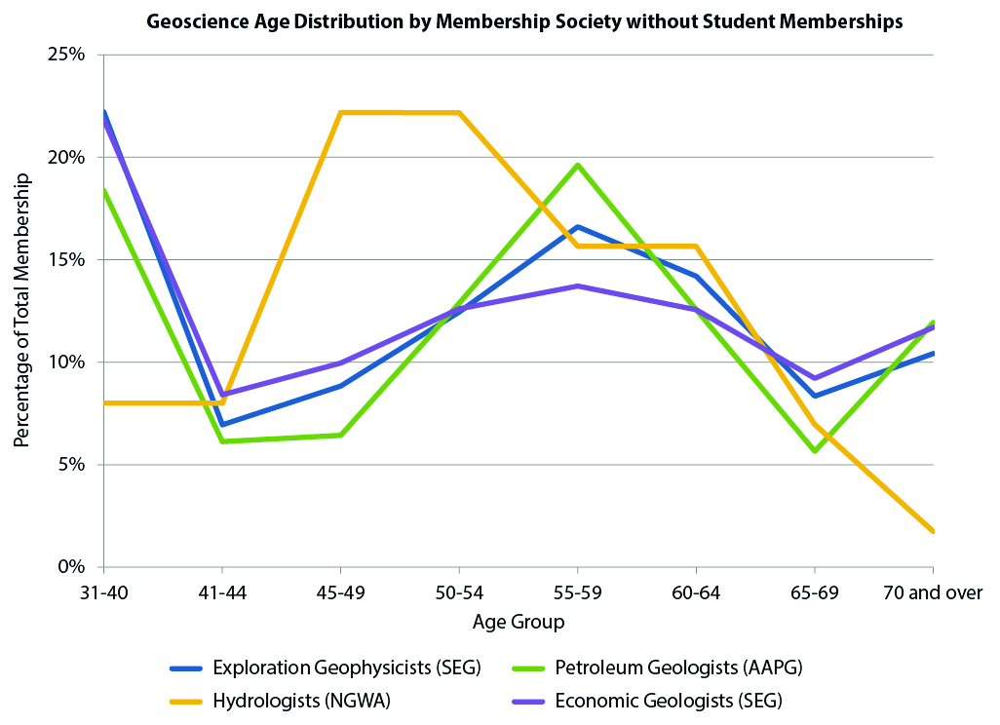 Geoscience Age Distribution by Membership Society without Student Memberships
25%
20%
15%
10%
5%
0%
Percentage of Total Membership
31-40 41-44 45-49 50-54 55-59 60-64 65-69 70 and over
Age Group
Exploration Geophysicists (SEG) Petroleum Geologists (AAPG)
Hydrologists (NGWA) Economic Geologists (SEG)